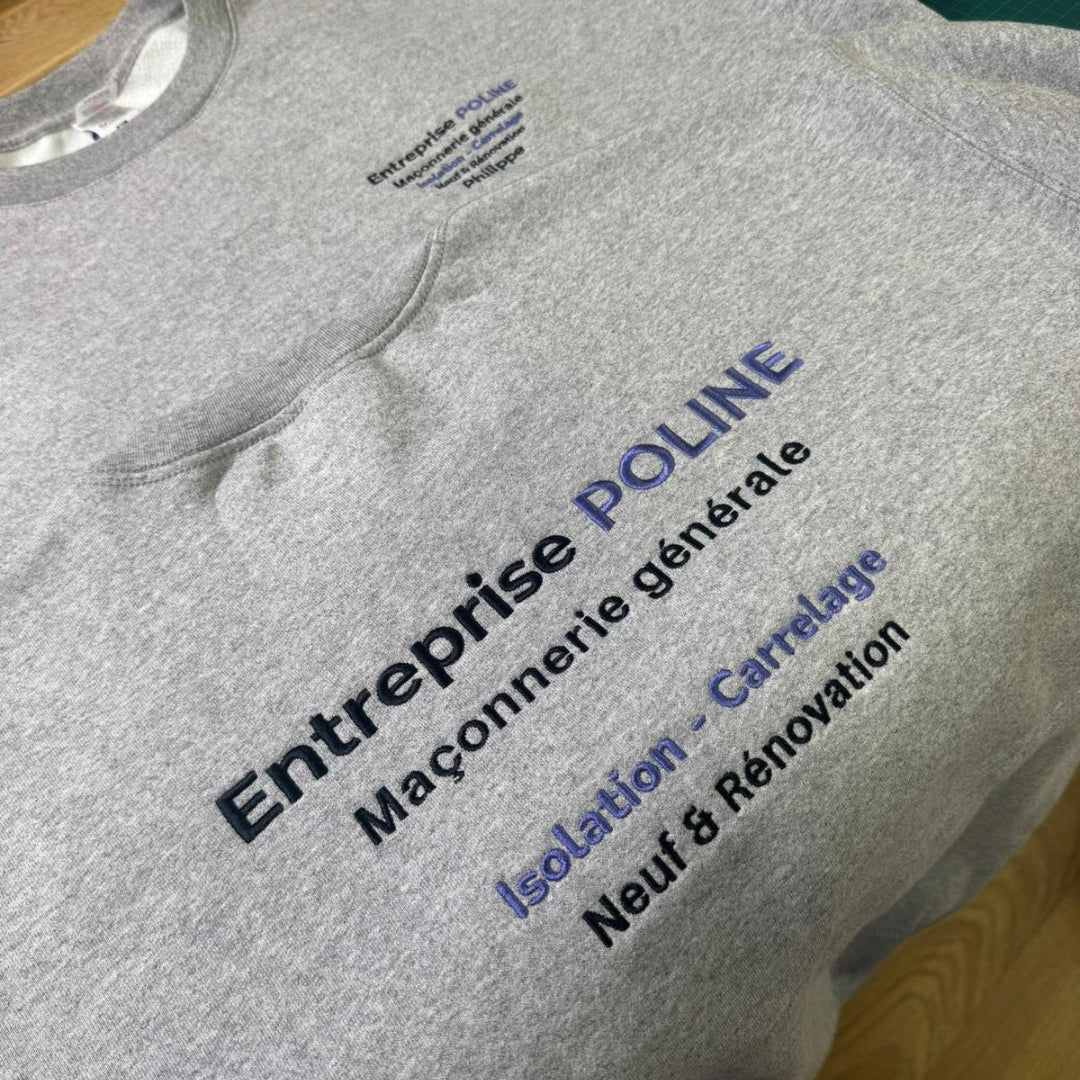 Entreprise POLINE
Maçonnerie générale
Isolation - Carrelage
Neuf & Rénovation
Philippe
Entreprise POLINE
Maçonnerie générale
Isolation - Carrelage
Neuf & Rénovation